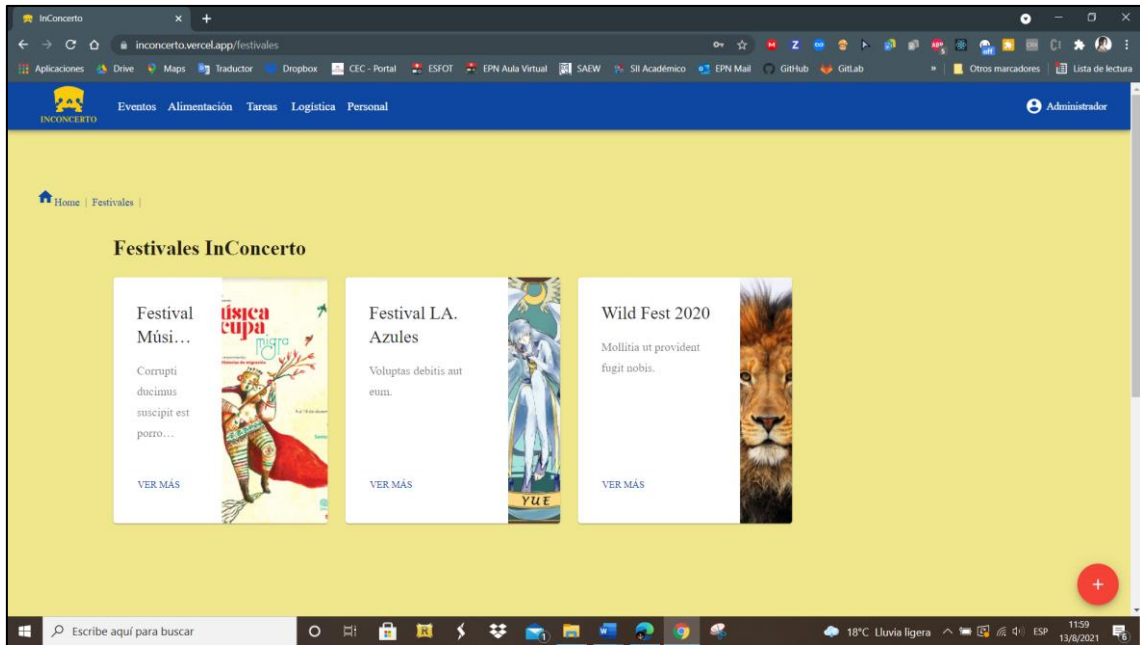 InConcerto
inconcerto.vercel.app/festivales
Aplicaciones Drive Maps Traductor Dropbox CEC - Portal ESFOT EPN Aula Virtual SAEW SII Académico EPN Mail GitHub GitLab » Otros marcadores Lista de lectura
INCONCERTO
Eventos Alimentación Tareas Logística Personal Administrador
Home | Festivales |
Festivales InConcerto
Festival
Músi...
Corrupti
ducimus
suscipit est
porro...
VER MÁS
música
cupa
migra
Festival LA.
Azules
Voluptas debitis aut
eum.
VER MÁS
YUE
Wild Fest 2020
Mollitia ut provident
fugit nobis.
VER MÁS
+
Escribe aquí para buscar
18°C Lluvia ligera ESP
11:59
13/8/2021